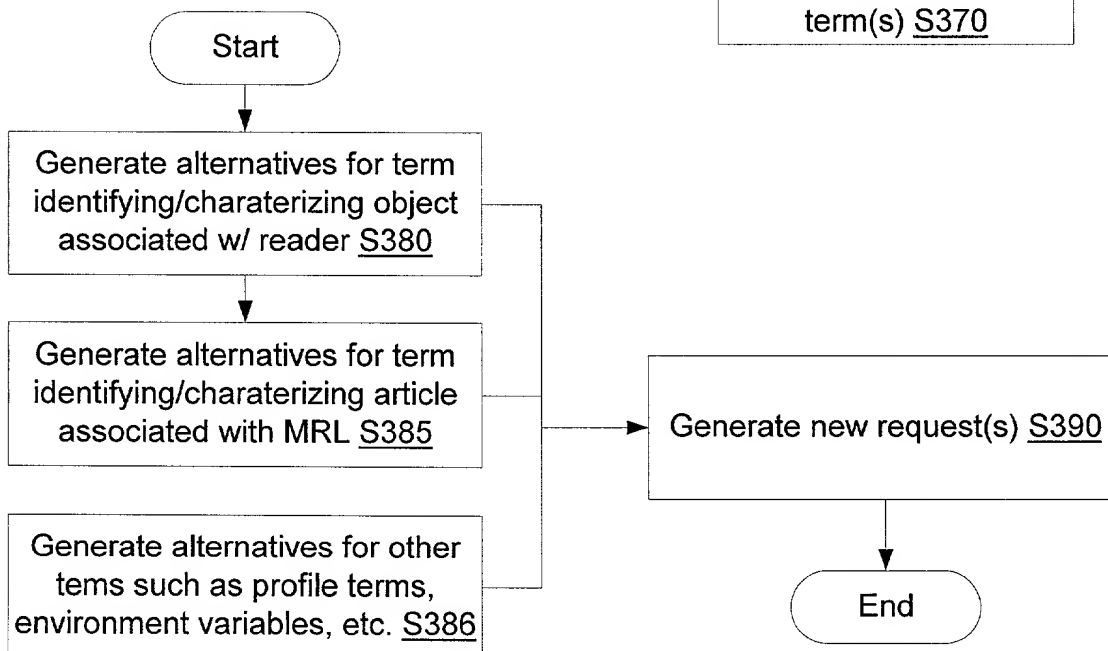 term(s) S370
Start
Generate alternatives for term
identifying/charaterizing object
associated w/ reader S380
Generate alternatives for term
identifying/charaterizing article
associated with MRL S385
Generate new request(s) S390
Generate alternatives for other
tems such as profile terms,
environment variables, etc. S386
End